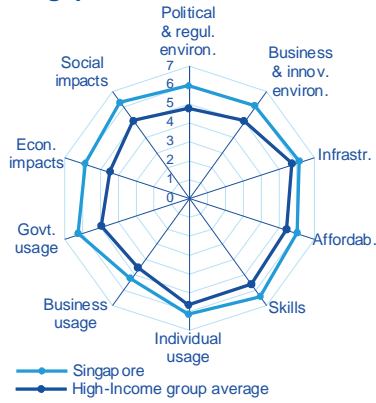 Political
& regul.
environ.
Business
& innov.
environ.
Infrastr.
Affordab.
Skills
Individual
usage
Business
usage
Govt.
usage
Econ.
impacts
Social
impacts
7
6
5
4
3
2
1
0
Singapore
High-Income group average